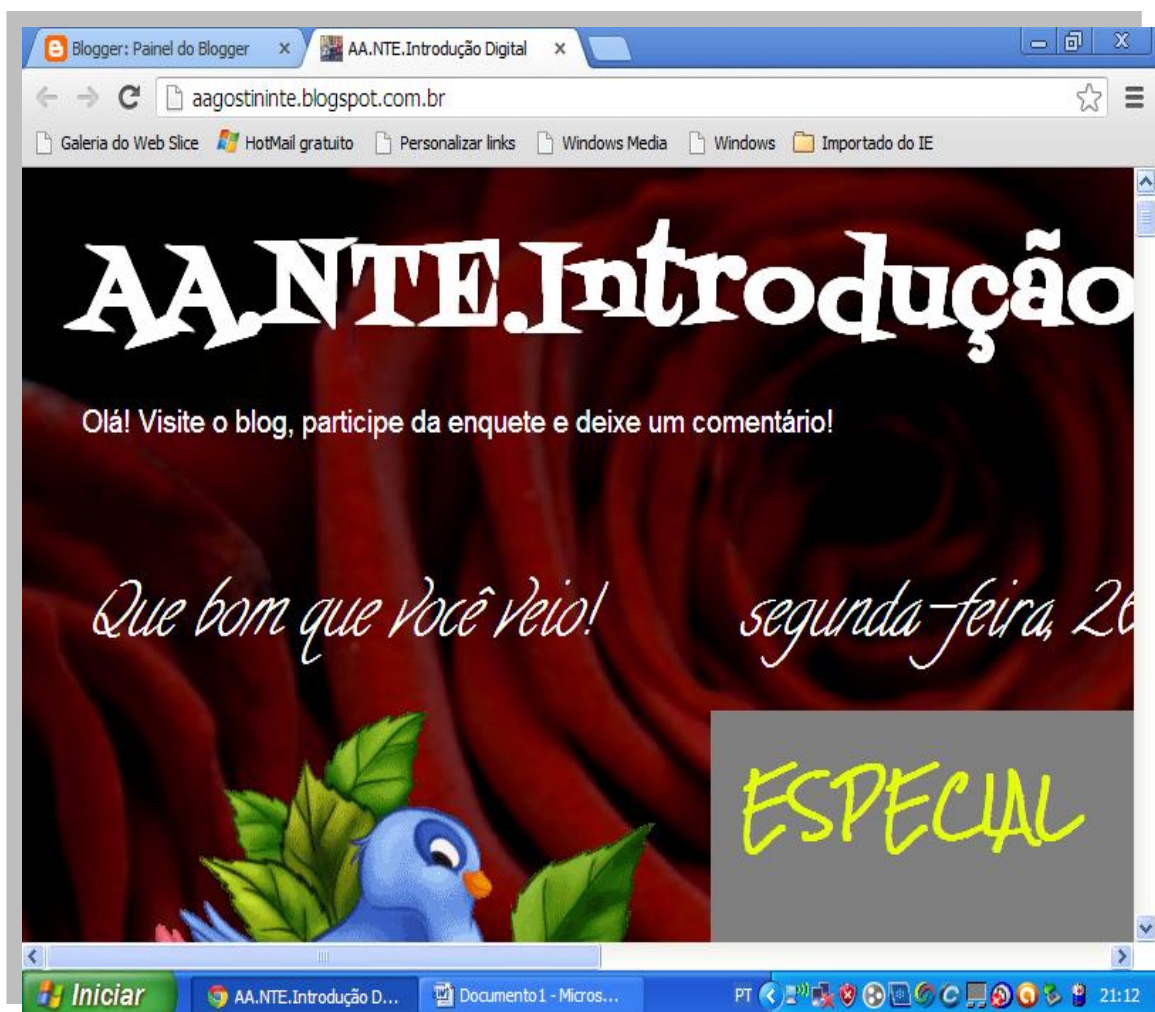 Blogger: Painel do Blogger AA.NTE.Introdução Digital
aagostininte.blogspot.com.br
Galeria do Web Slice HotMail gratuito Personalizar links Windows Media Windows Importado do IE
AA.NTE.Introdução
Olá! Visite o blog, participe da enquete e deixe um comentário!
Que bom que você veio! segunda-feira, 26
ESPECIAL
Iniciar AA.NTE.Introdução D... Documento1 - Micros... PT 21:12